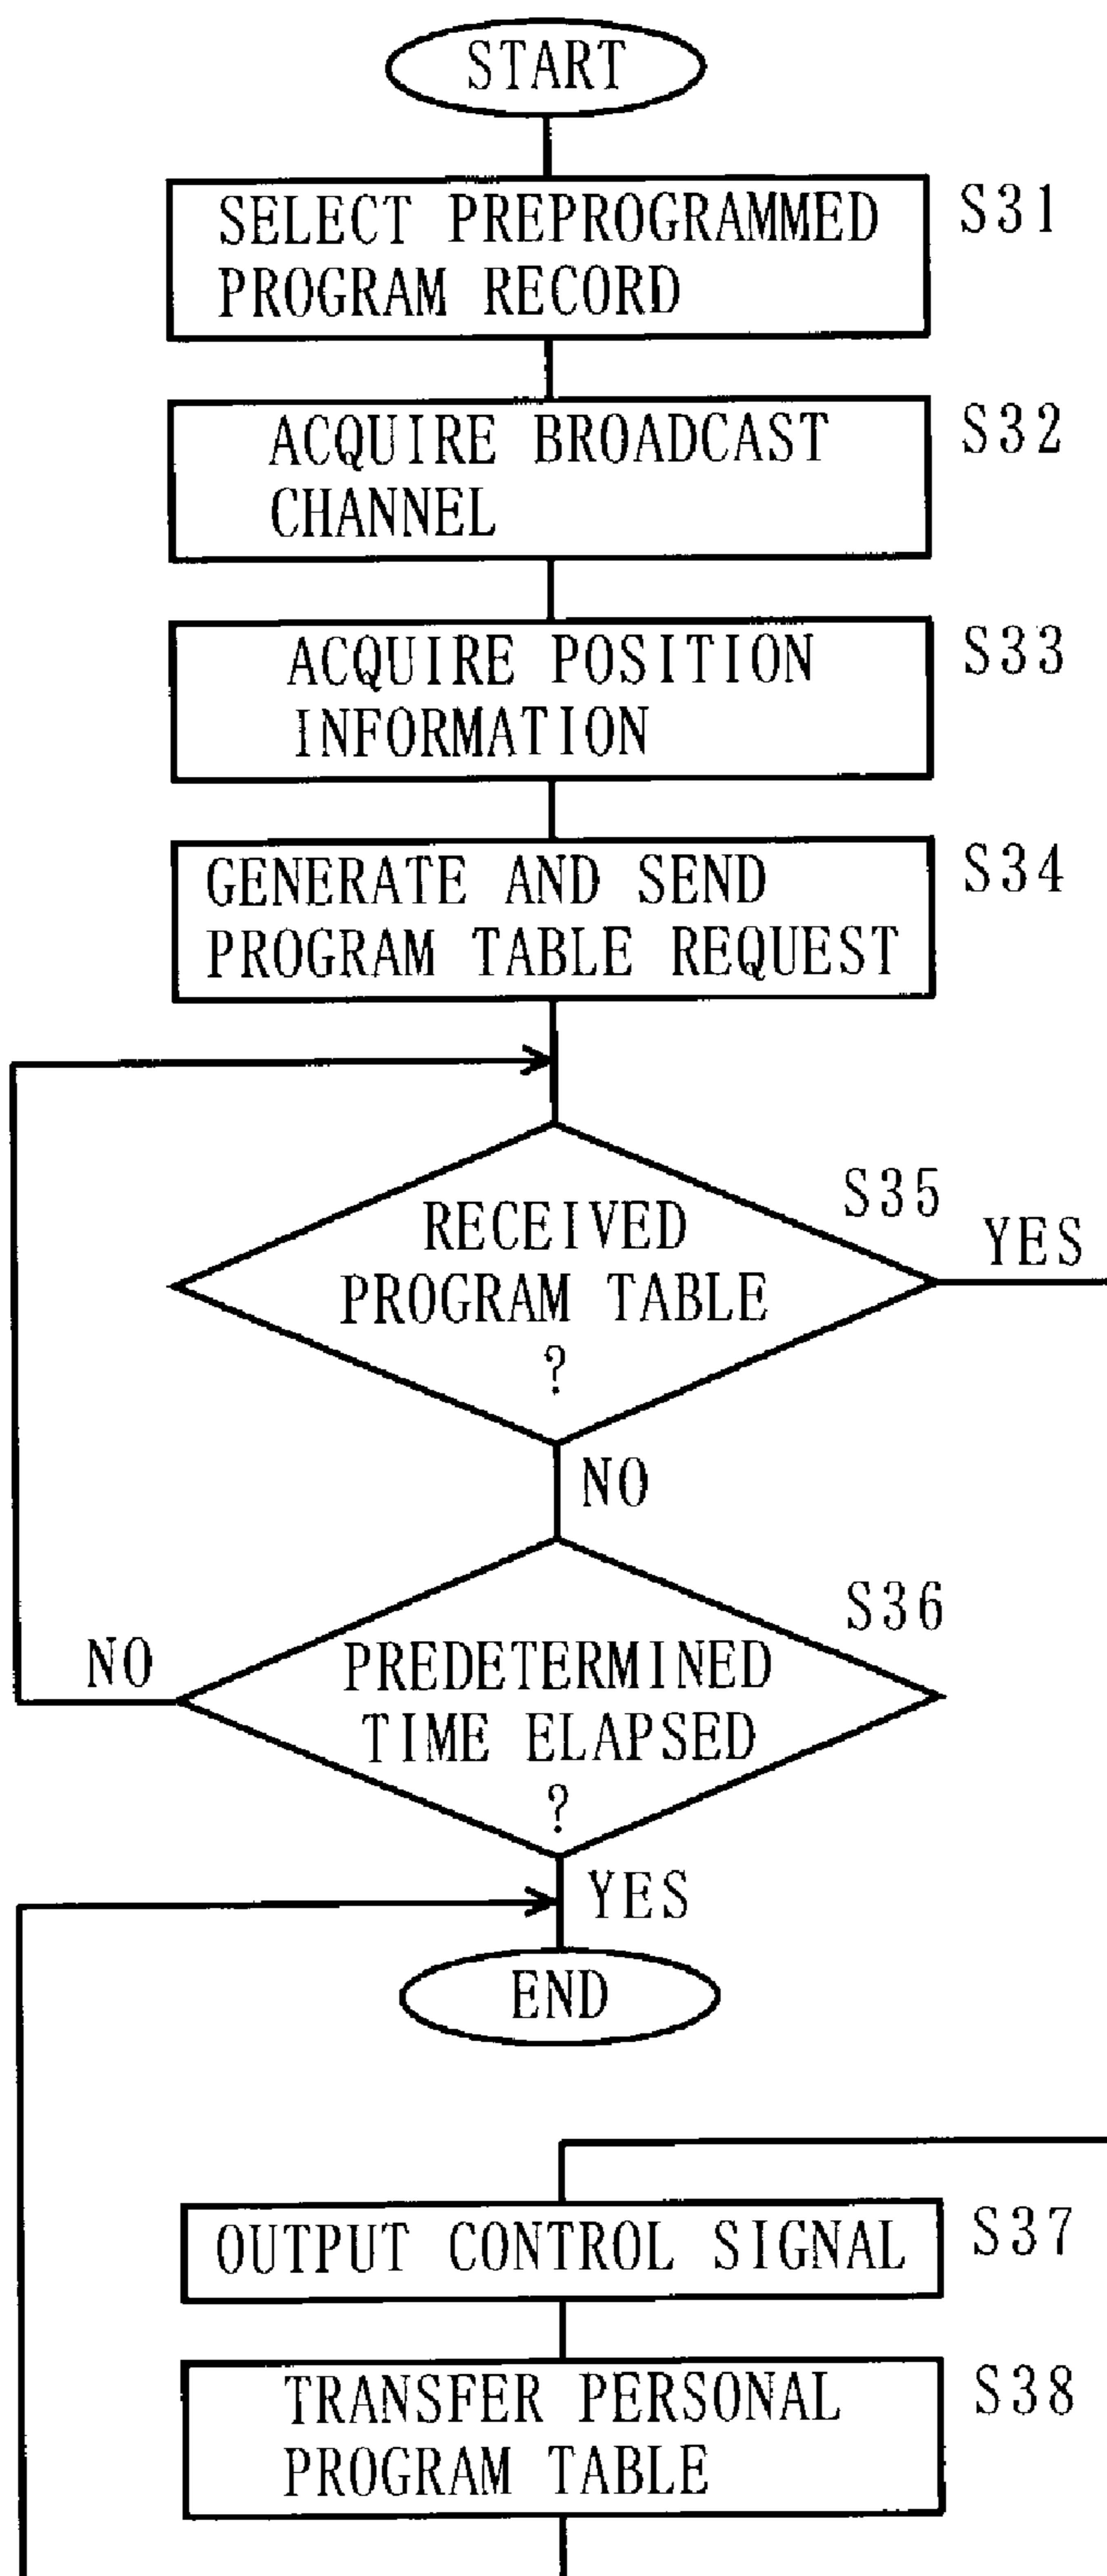 START
SELECT PREPROGRAMMED
PROGRAM RECORD
S31
ACQUIRE BROADCAST
CHANNEL
S32
ACQUIRE POSITION
INFORMATION
S33
GENERATE AND SEND
PROGRAM TABLE REQUEST
S34
RECEIVED
PROGRAM TABLE
?
S35
YES
NO
PREDETERMINED
TIME ELAPSED
?
S36
NO
YES
END
OUTPUT CONTROL SIGNAL
S37
TRANSFER PERSONAL
PROGRAM TABLE
S38